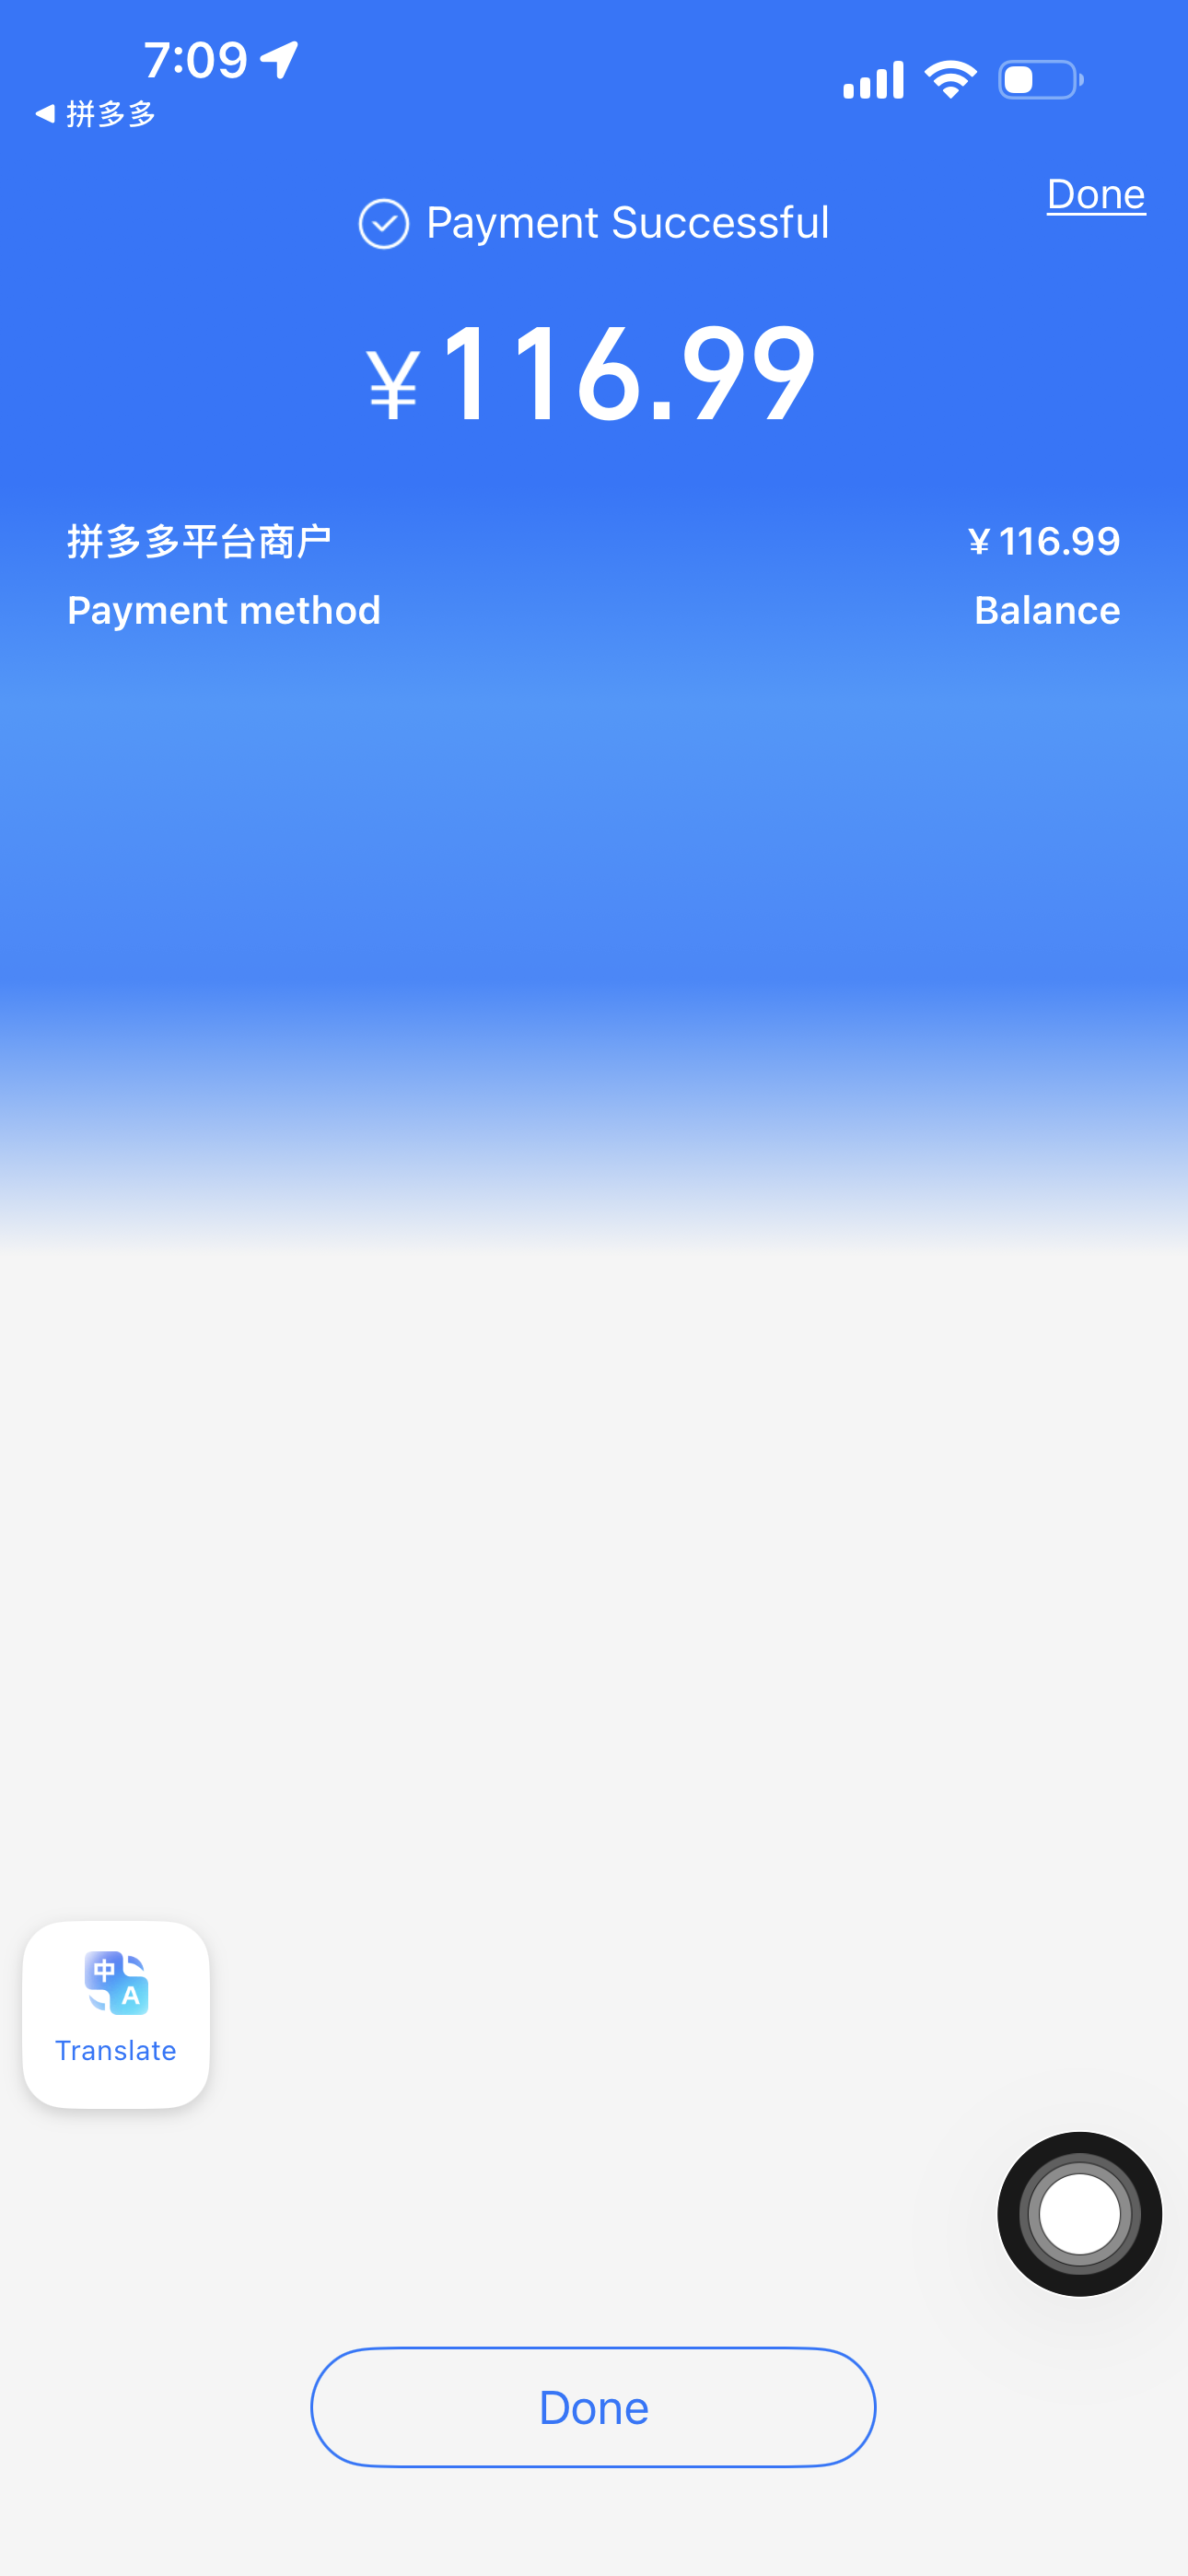 7:09
拼多多
Done
Payment Successful
¥116.99
拼多多平台商户 ¥116.99
Payment method Balance
中
A
Translate
Done